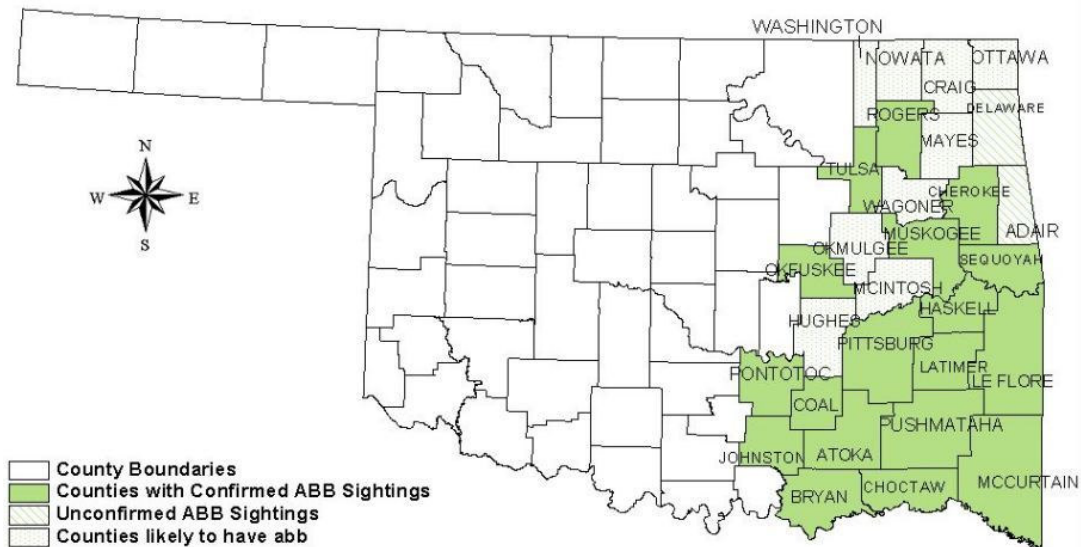 WASHINGTON
NOWATA
OTTAWA
CRAIG
DELAWARE
ROGERS
MAYES
TULSA
CHEROKEE
WAGONER
MUSKOGEE
ADAIR
OKMULGEE
SEQUOYAH
OKFUSKEE
MCINTOSH
HASKELL
HUGHES
PITTSBURG
LATIMER
PONTOTOC
LE FLORE
COAL
PUSHMATAHA
JOHNSTON
ATOKA
MCCURTAIN
CHOCTAW
BRYAN
N
W
E
S
County Boundaries
Counties with Confirmed ABB Sightings
Unconfirmed ABB Sightings
Counties likely to have abb